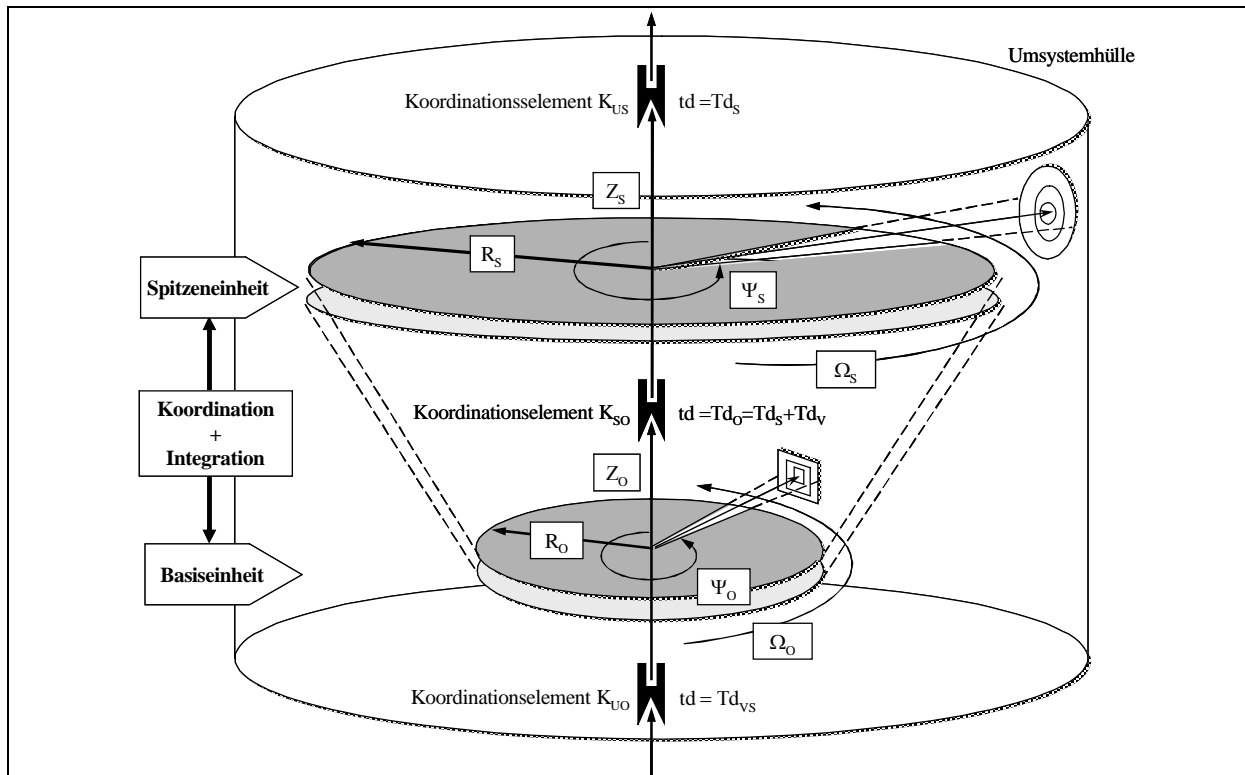 Umsystemhülle
Koordinationsselement K_US td =Td_S
Z_S
R_S
Spitzeneinheit
Ψ_S
Ω_S
Koordination
+
Integration
Koordinationselement K_SO td =Td_O=Td_S+Td_V
Z_O
R_O
Basiseinheit
Ψ_O
Ω_O
Koordinationselement K_UO td = Td_VS